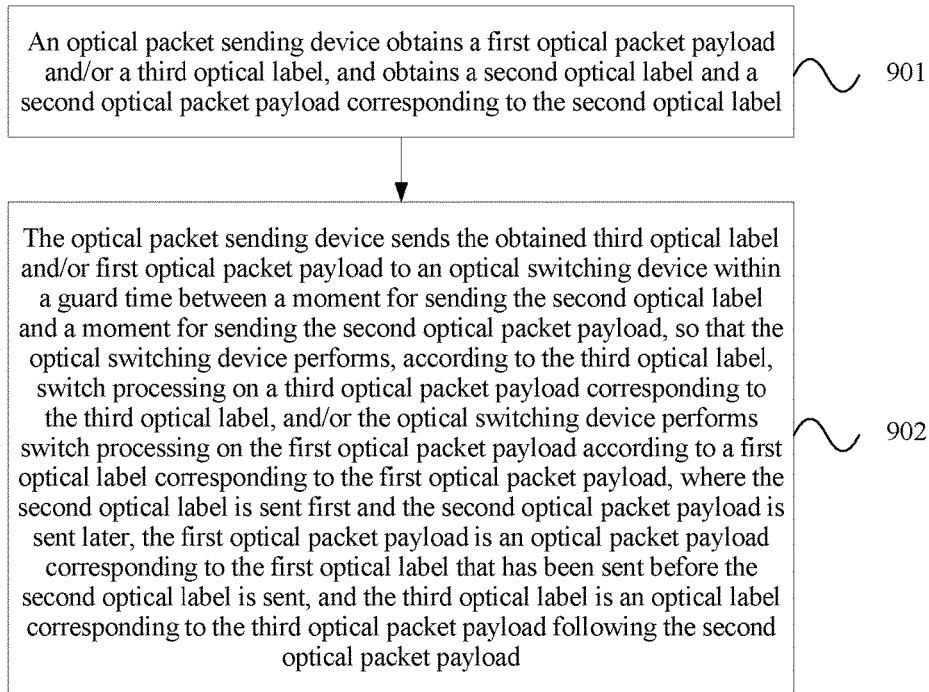 An optical packet sending device obtains a first optical packet payload
and/or a third optical label, and obtains a second optical label and a
second optical packet payload corresponding to the second optical label
901
The optical packet sending device sends the obtained third optical label
and/or first optical packet payload to an optical switching device within
a guard time between a moment for sending the second optical label
and a moment for sending the second optical packet payload, so that the
optical switching device performs, according to the third optical label,
switch processing on a third optical packet payload corresponding to
the third optical label, and/or the optical switching device performs
switch processing on the first optical packet payload according to a first
optical label corresponding to the first optical packet payload, where the
second optical label is sent first and the second optical packet payload is
sent later, the first optical packet payload is an optical packet payload
corresponding to the first optical label that has been sent before the
second optical label is sent, and the third optical label is an optical label
corresponding to the third optical packet payload following the second
optical packet payload
902